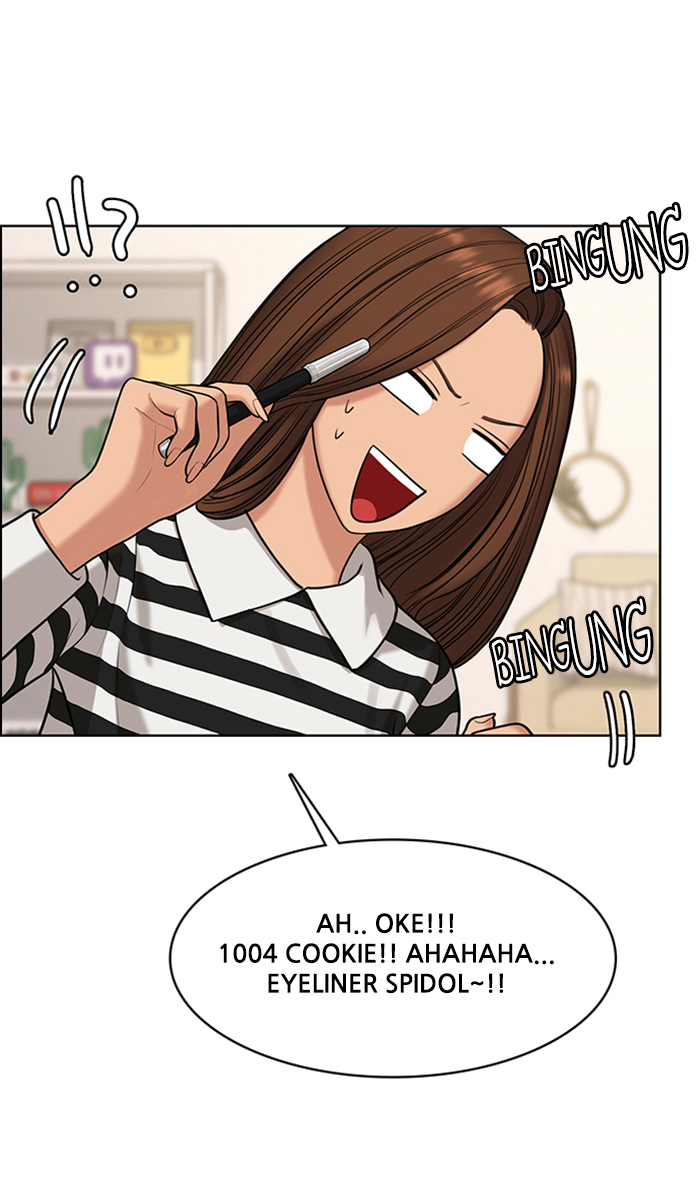 BINGUNG
BINGUNG
AH.. OKE!!!
1004 COOKIE!! AHAHAHA...
EYELINER SPIDOL~!!